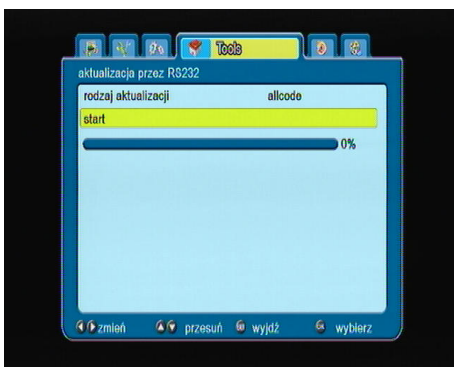 Tools
aktualizacja przez RS232
rodzaj aktualizacji allcode
start
0%
zmień przesuń wyjdź wybierz